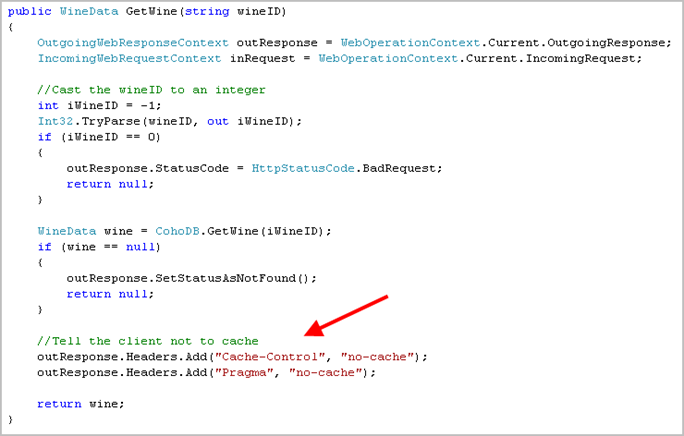 public WineData GetWine(string wineID)
{
OutgoingWebResponseContext outResponse = WebOperationContext.Current.OutgoingResponse;
IncomingWebRequestContext inRequest = WebOperationContext.Current.IncomingRequest;
//Cast the wineID to an integer
int iWineID = -1;
Int32.TryParse(wineID, out iWineID);
if (iWineID == 0)
{
outResponse.StatusCode = HttpStatusCode.BadRequest;
return null;
}
WineData wine = CohoDB.GetWine(iWineID);
if (wine == null)
{
outResponse.SetStatusAsNotFound();
return null;
}
//Tell the client not to cache
outResponse.Headers.Add("Cache-Control", "no-cache");
outResponse.Headers.Add("Pragma", "no-cache");
return wine;
}